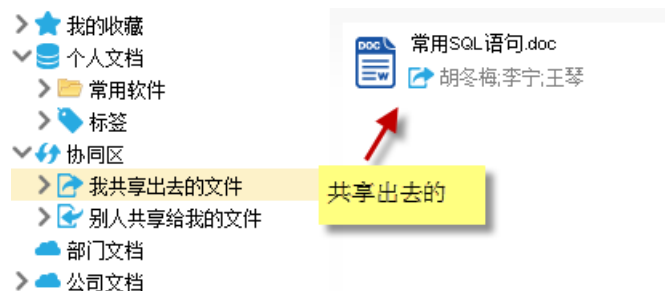 我的收藏
个人文档
常用软件
标签
协同区
我共享出去的文件
别人共享给我的文件
部门文档
公司文档
DOC
W
常用SQL语句.doc
胡冬梅;李宁;王琴
共享出去的